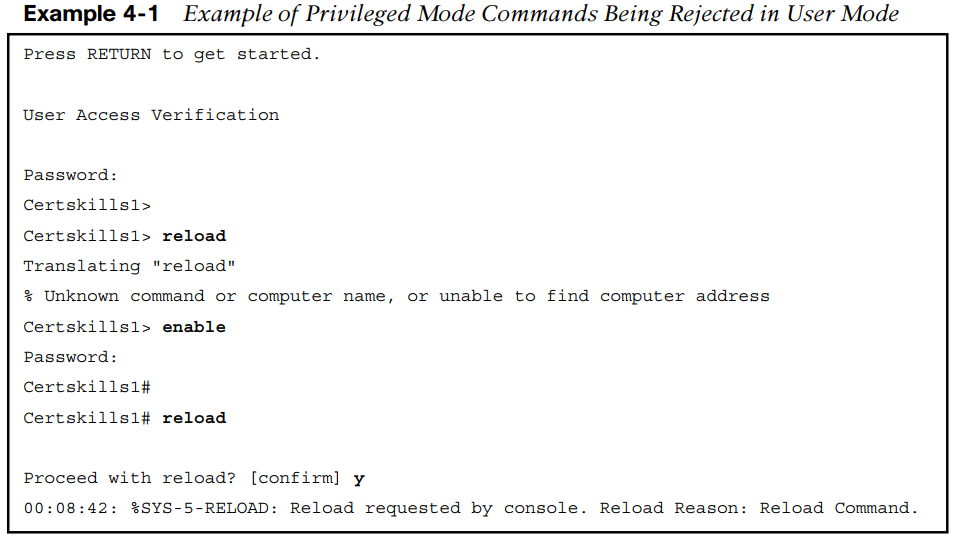 Example 4-1 Example of Privileged Mode Commands Being Rejected in User Mode
Press RETURN to get started.
User Access Verification
Password:
Certskills1>
Certskills1> reload
Translating "reload"
% Unknown command or computer name, or unable to find computer address
Certskills1> enable
Password:
Certskills1#
Certskills1# reload
Proceed with reload? [confirm] y
00:08:42: %SYS-5-RELOAD: Reload requested by console. Reload Reason: Reload Command.